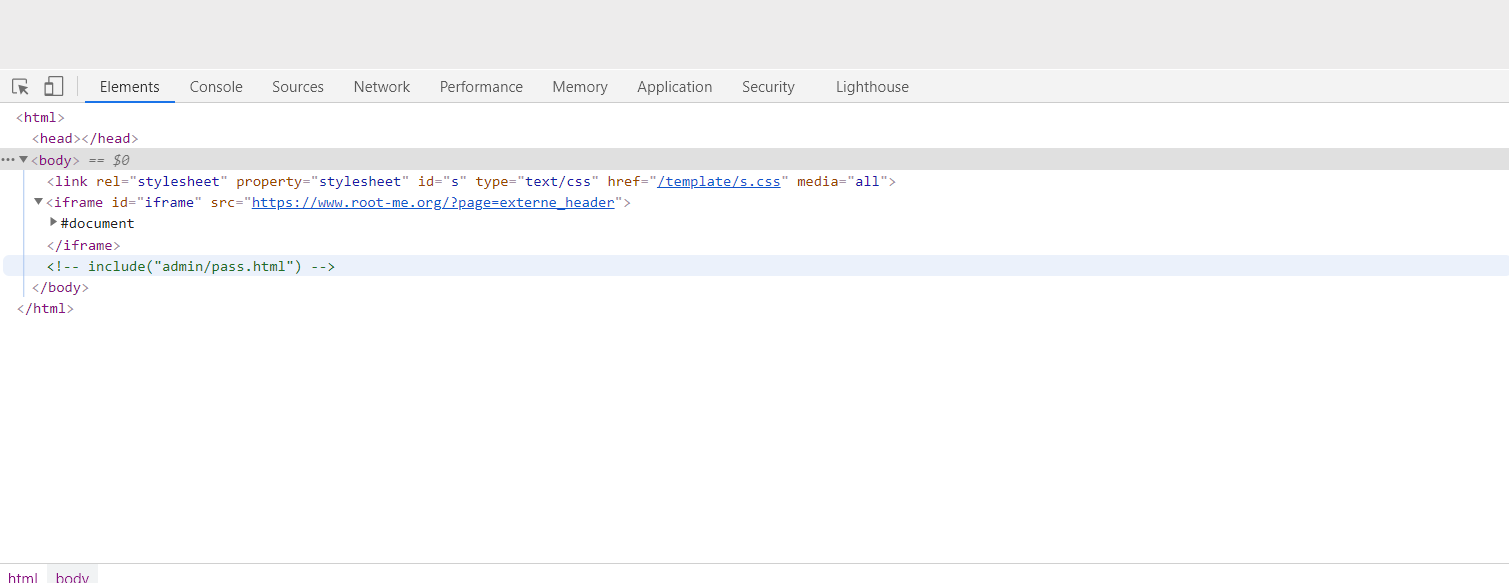 Elements Console Sources Network Performance Memory Application Security Lighthouse
<html>
<head></head>
<body> == $0
<link rel="stylesheet" property="stylesheet" id="s" type="text/css" href="/template/s.css" media="all">
<iframe id="iframe" src="https://www.root-me.org/?page=externe_header">
#document
</iframe>
<!-- include("admin/pass.html") -->
</body>
</html>
html body